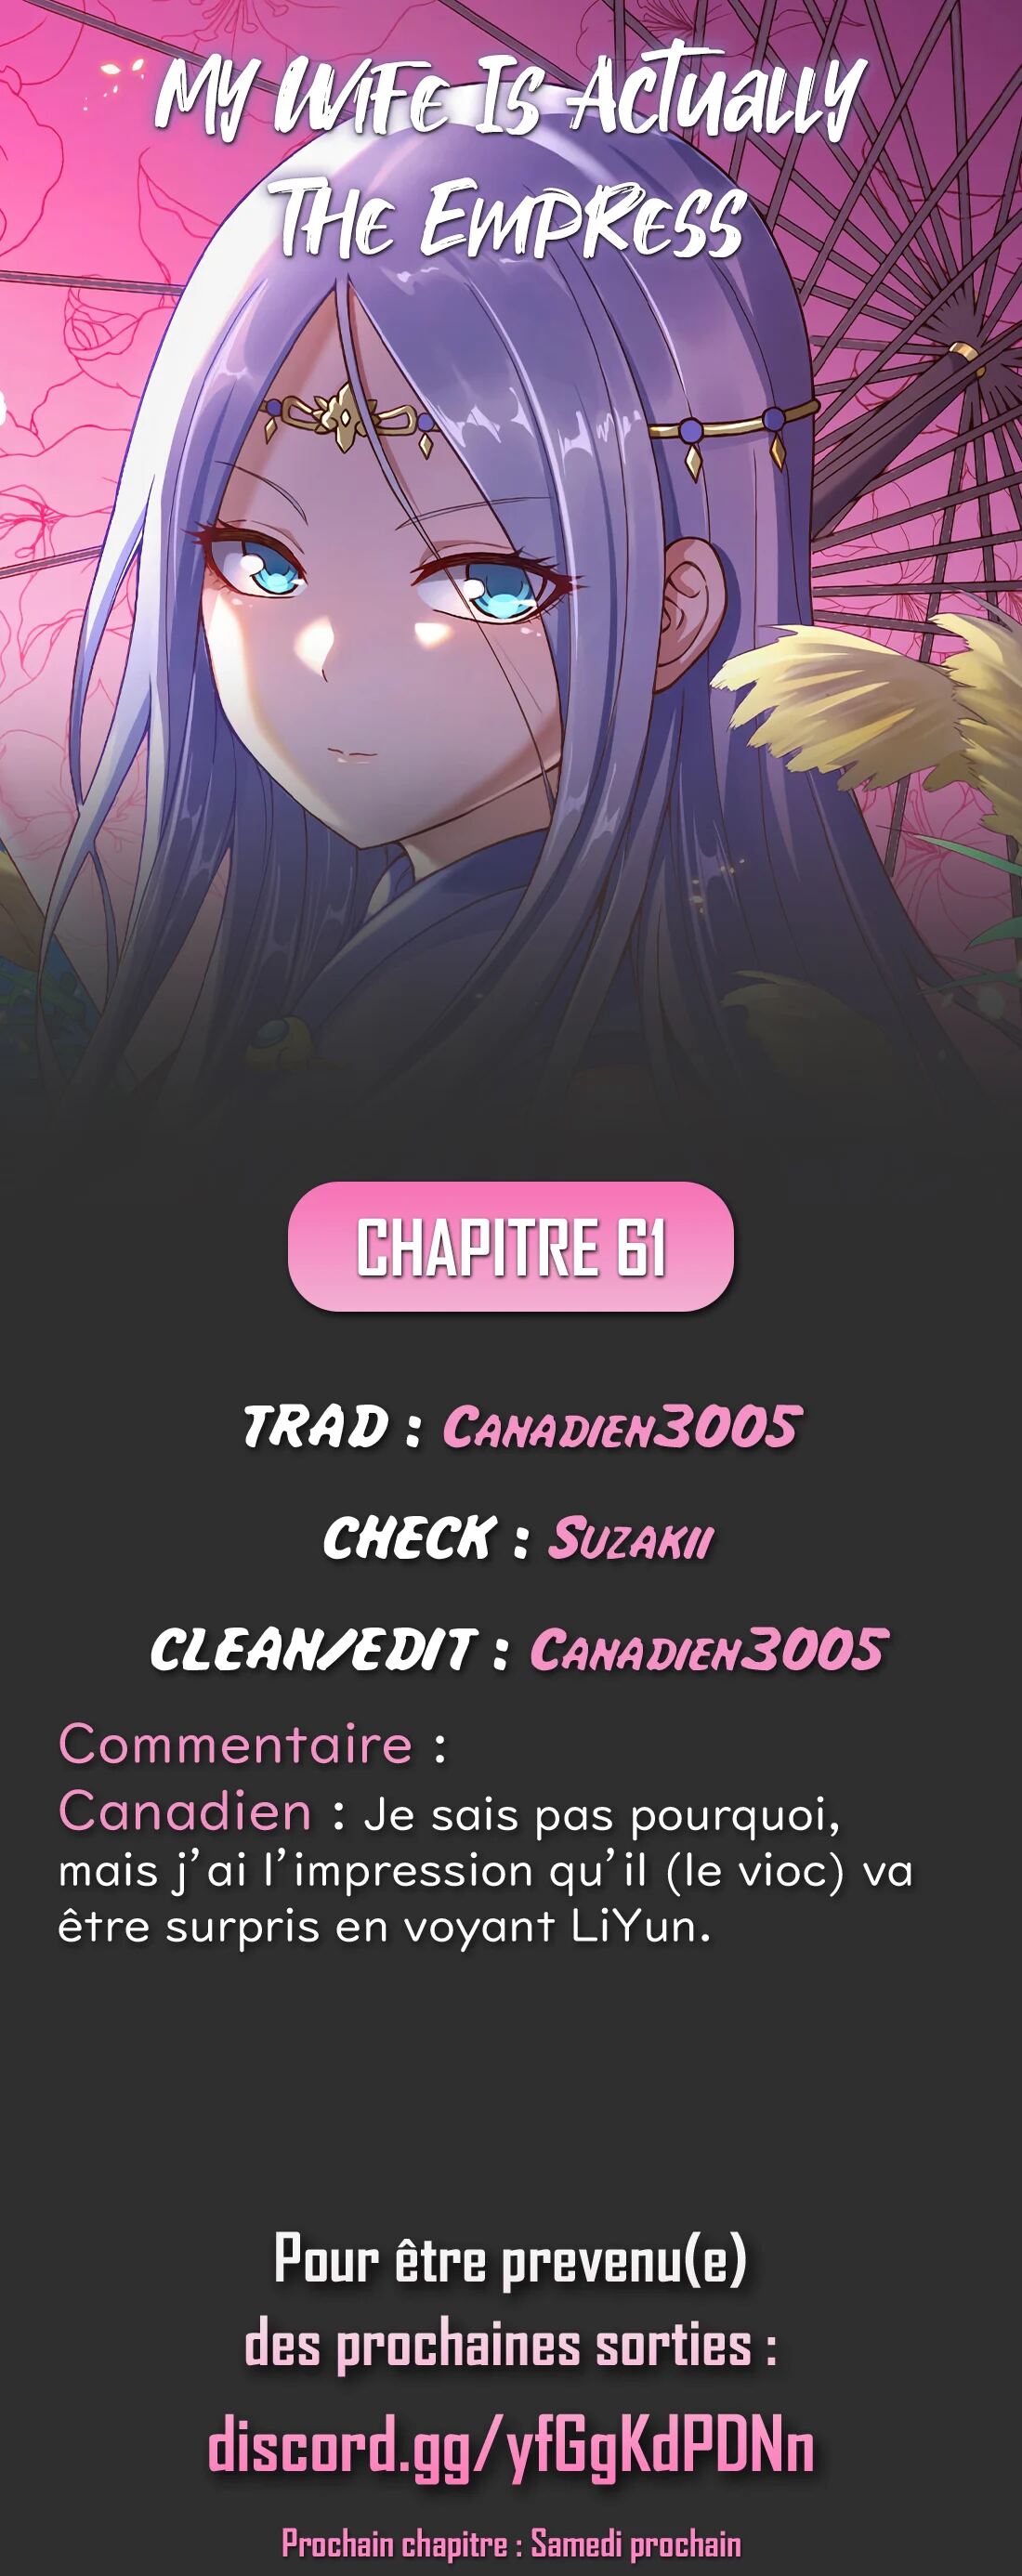 My Wife Is Actually
The Empress
CHAPITRE 61
TRAD : Canadien3005
CHECK : Suzakii
CLEAN/EDIT : Canadien3005
Commentaire :
Canadien : Je sais pas pourquoi,
mais j'ai l'impression qu'il (le vioc) va
être surpris en voyant LiYun.
Pour être prevenu(e)
des prochaines sorties :
discord.gg/yfGgKdPDNn
Prochain chapitre : Samedi prochain